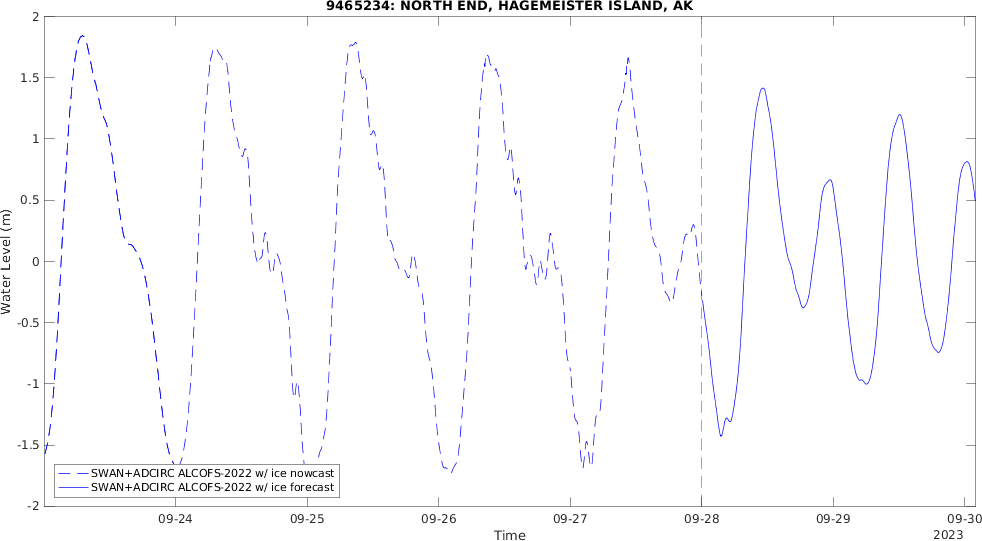 9465234: NORTH END, HAGEMEISTER ISLAND, AK
2
1.5
1
0.5
0
-0.5
-1
-1.5
-2
Water Level (m)
SWAN+ADCIRC ALCOFS-2022 w/ ice nowcast
SWAN+ADCIRC ALCOFS-2022 w/ ice forecast
09-24 09-25 09-26 09-27 09-28 09-29 09-30
Time
2023